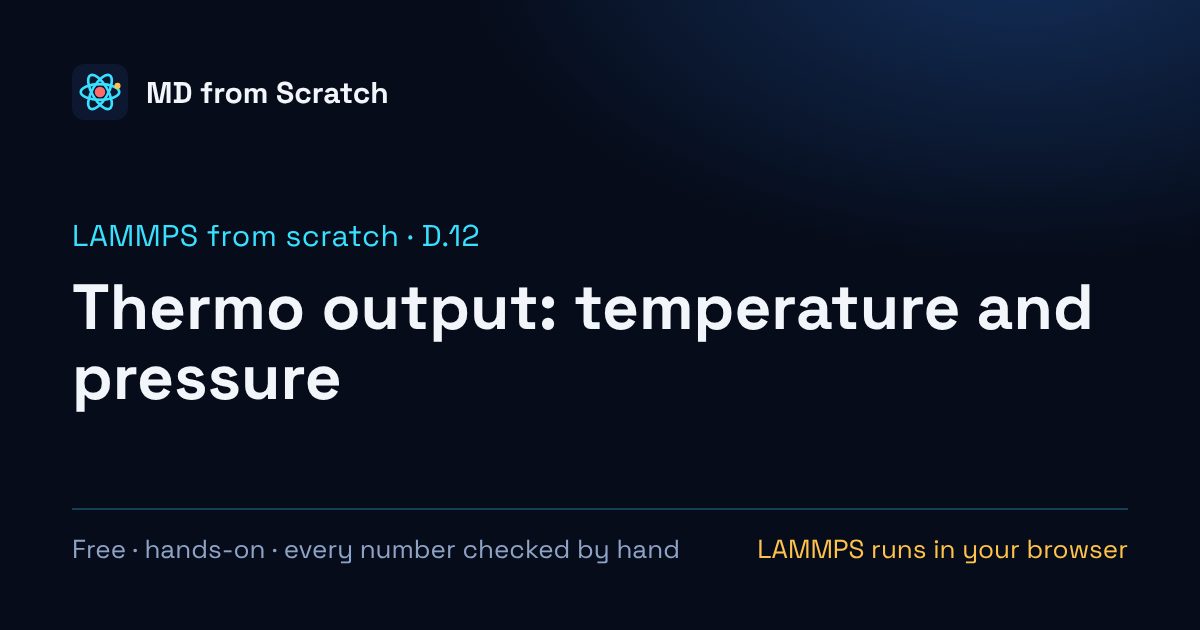 MD from Scratch
LAMMPS from scratch · D.12
Thermo output: temperature and
pressure
Free · hands-on · every number checked by hand
LAMMPS runs in your browser